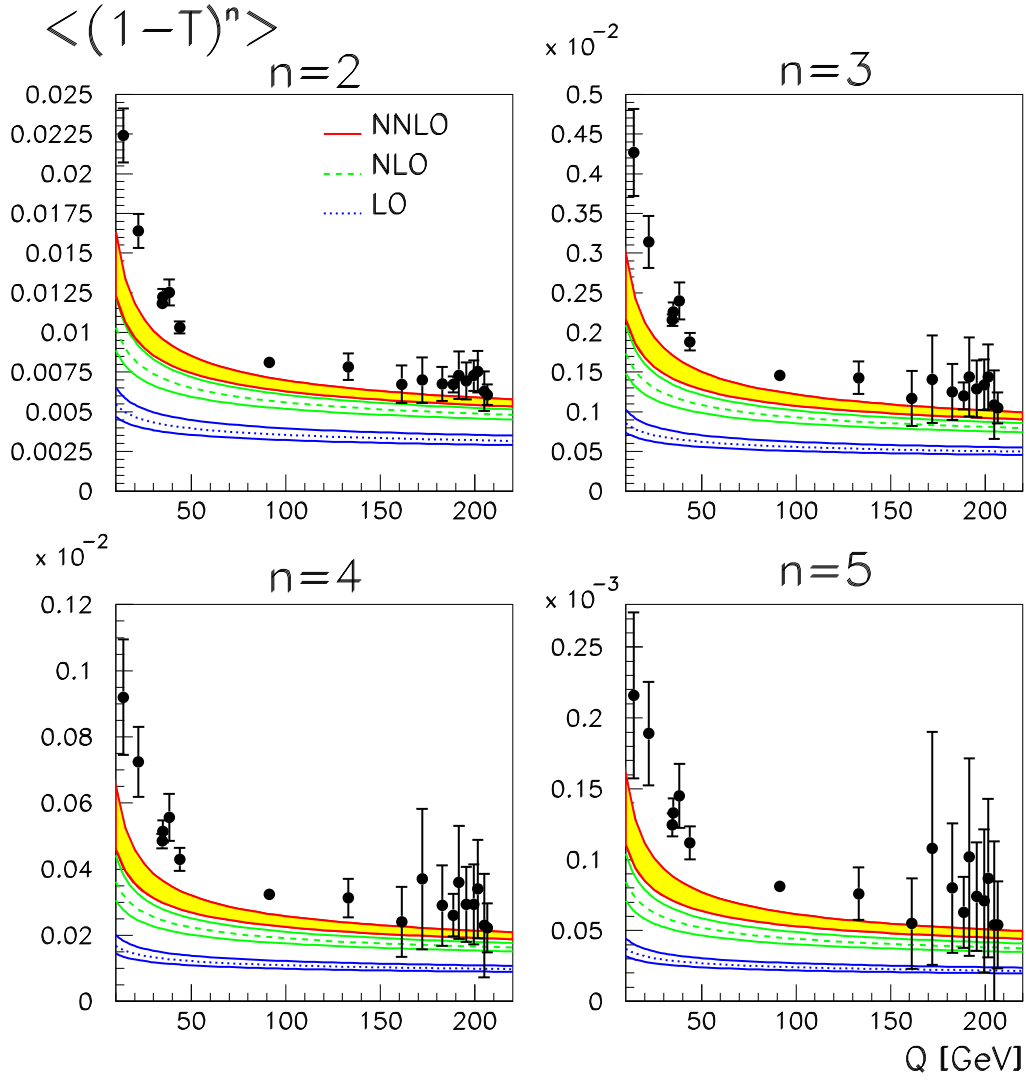 <(1−T)ⁿ>
n=2
0.025
0.0225
0.02
0.0175
0.015
0.0125
0.01
0.0075
0.005
0.0025
0
NNLO
NLO
LO
50 100 150 200
x 10⁻²
n=3
0.5
0.45
0.4
0.35
0.3
0.25
0.2
0.15
0.1
0.05
0
50 100 150 200
x 10⁻²
n=4
0.12
0.1
0.08
0.06
0.04
0.02
0
50 100 150 200
x 10⁻³
n=5
0.25
0.2
0.15
0.1
0.05
0
50 100 150 200
Q [GeV]